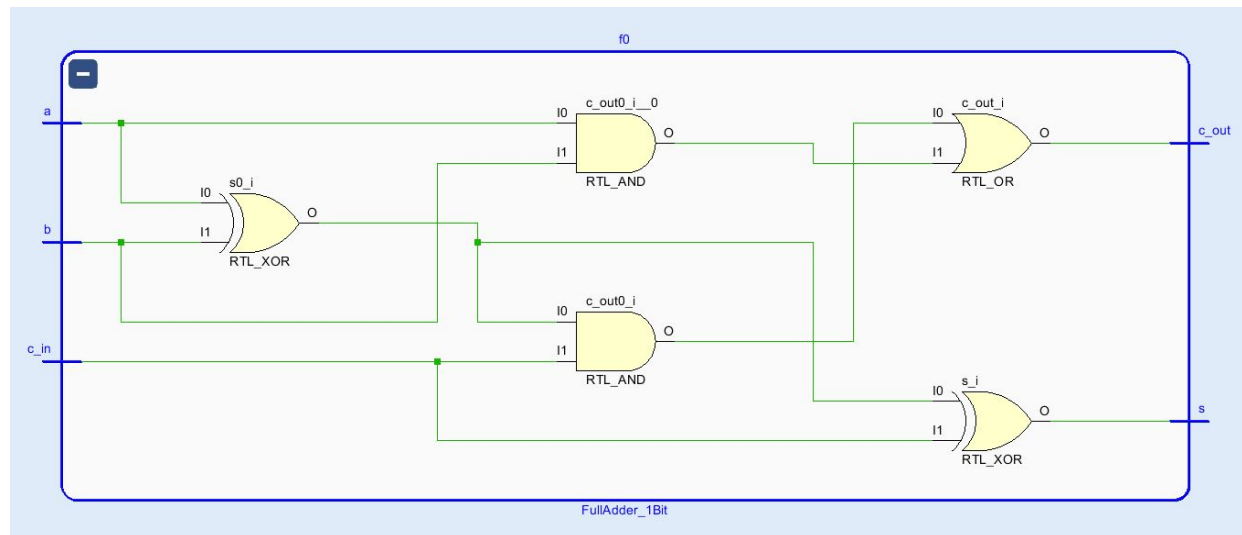 f0
−
a
b
c_in
s0_i
I0
I1
O
RTL_XOR
c_out0_i__0
I0
I1
O
RTL_AND
c_out0_i
I0
I1
O
RTL_AND
c_out_i
I0
I1
O
RTL_OR
s_i
I0
I1
O
RTL_XOR
c_out
s
FullAdder_1Bit